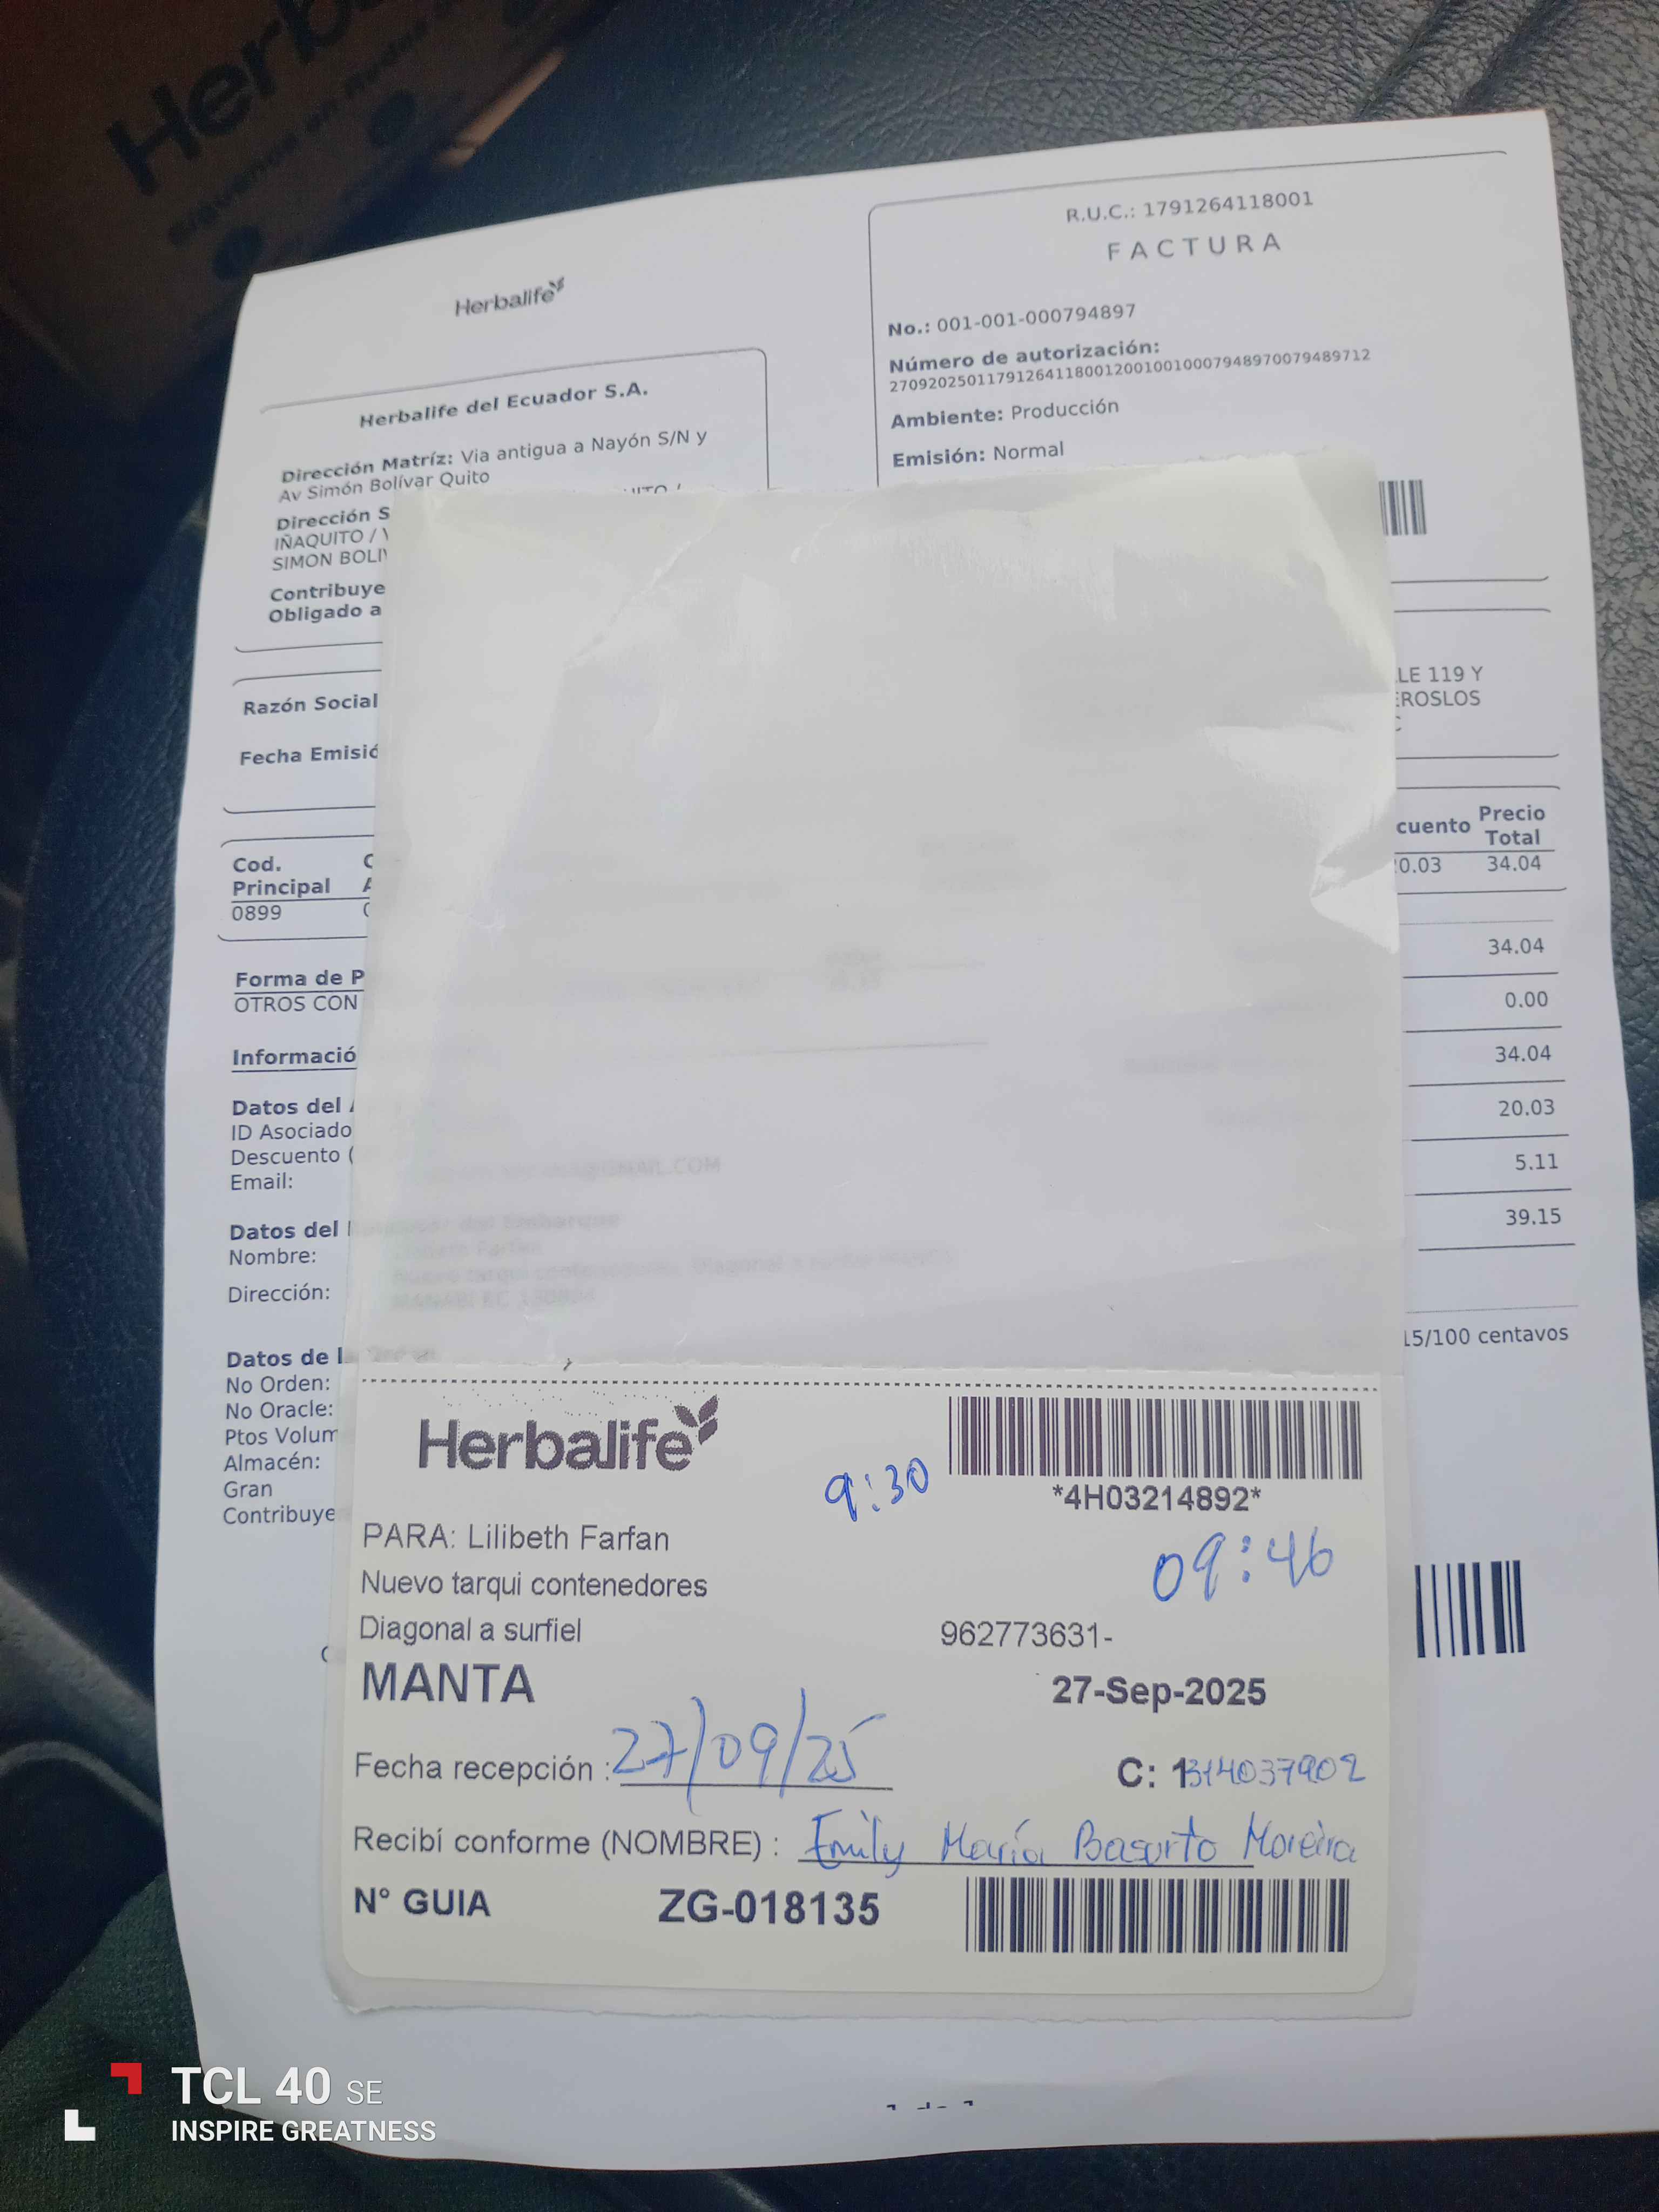 Herbalife
R.U.C.: 1791264118001
FACTURA
No.: 001-001-000794897
Número de autorización:
2709202501179126411800120010010007948970079489712
Ambiente: Producción
Emisión: Normal
Herbalife
Herbalife del Ecuador S.A.
Dirección Matríz: Via antigua a Nayón S/N y
Av Simón Bolívar Quito
Dirección S
IÑAQUITO /
SIMON BOLI
Contribuye
Obligado a
Razón Social
Fecha Emisió
LE 119 Y
EROSLOS
Cod.
Principal
0899
cuento Precio
Total
0.03 34.04
Forma de P
OTROS CON
34.04
0.00
34.04
20.03
5.11
39.15
Informació
Datos del
ID Asociado
Descuento (
Email:
Datos del
Nombre:
Dirección:
15/100 centavos
Datos de l
No Orden:
No Oracle:
Ptos Volum
Almacén:
Gran
Contribuye
Herbalife
9:30
*4H03214892*
09:46
PARA: Lilibeth Farfan
Nuevo tarqui contenedores
Diagonal a surfiel
962773631-
MANTA
27-Sep-2025
Fecha recepción : 27/09/25
C: 1314037902
Recibí conforme (NOMBRE) : Emily María Basurto Moreira
N° GUIA ZG-018135
TCL 40 SE
INSPIRE GREATNESS